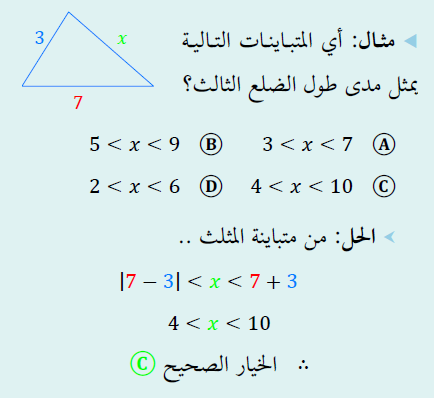 ◀ مثال: أي المتباينات التالية
يمثل مدى طول الضلع الثالث؟
3
x
7
Ⓐ 3 < x < 7 Ⓑ 5 < x < 9
Ⓒ 4 < x < 10 Ⓓ 2 < x < 6
➤ الحل: من متباينة المثلث ..
|7 − 3| < x < 7 + 3
4 < x < 10
∴ الخيار الصحيح Ⓒ